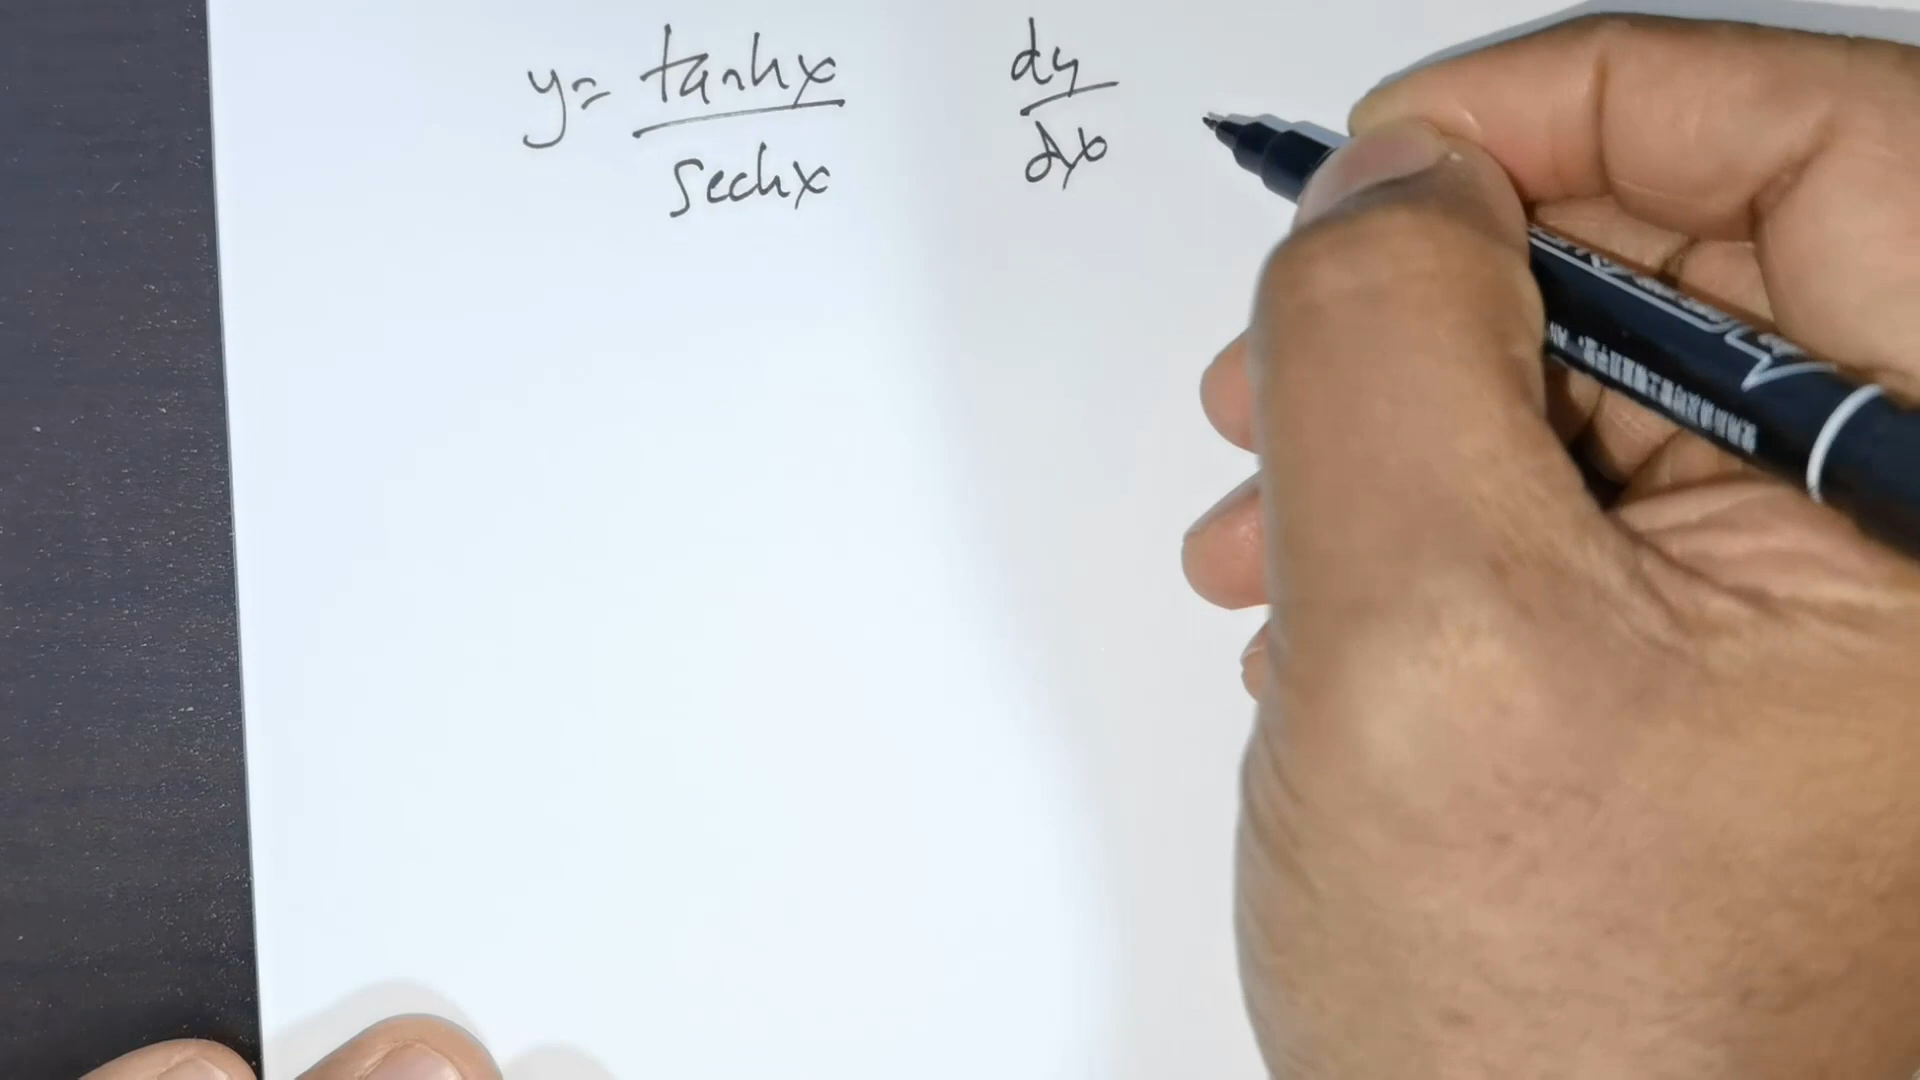 y= tanhx dy
sechx dx